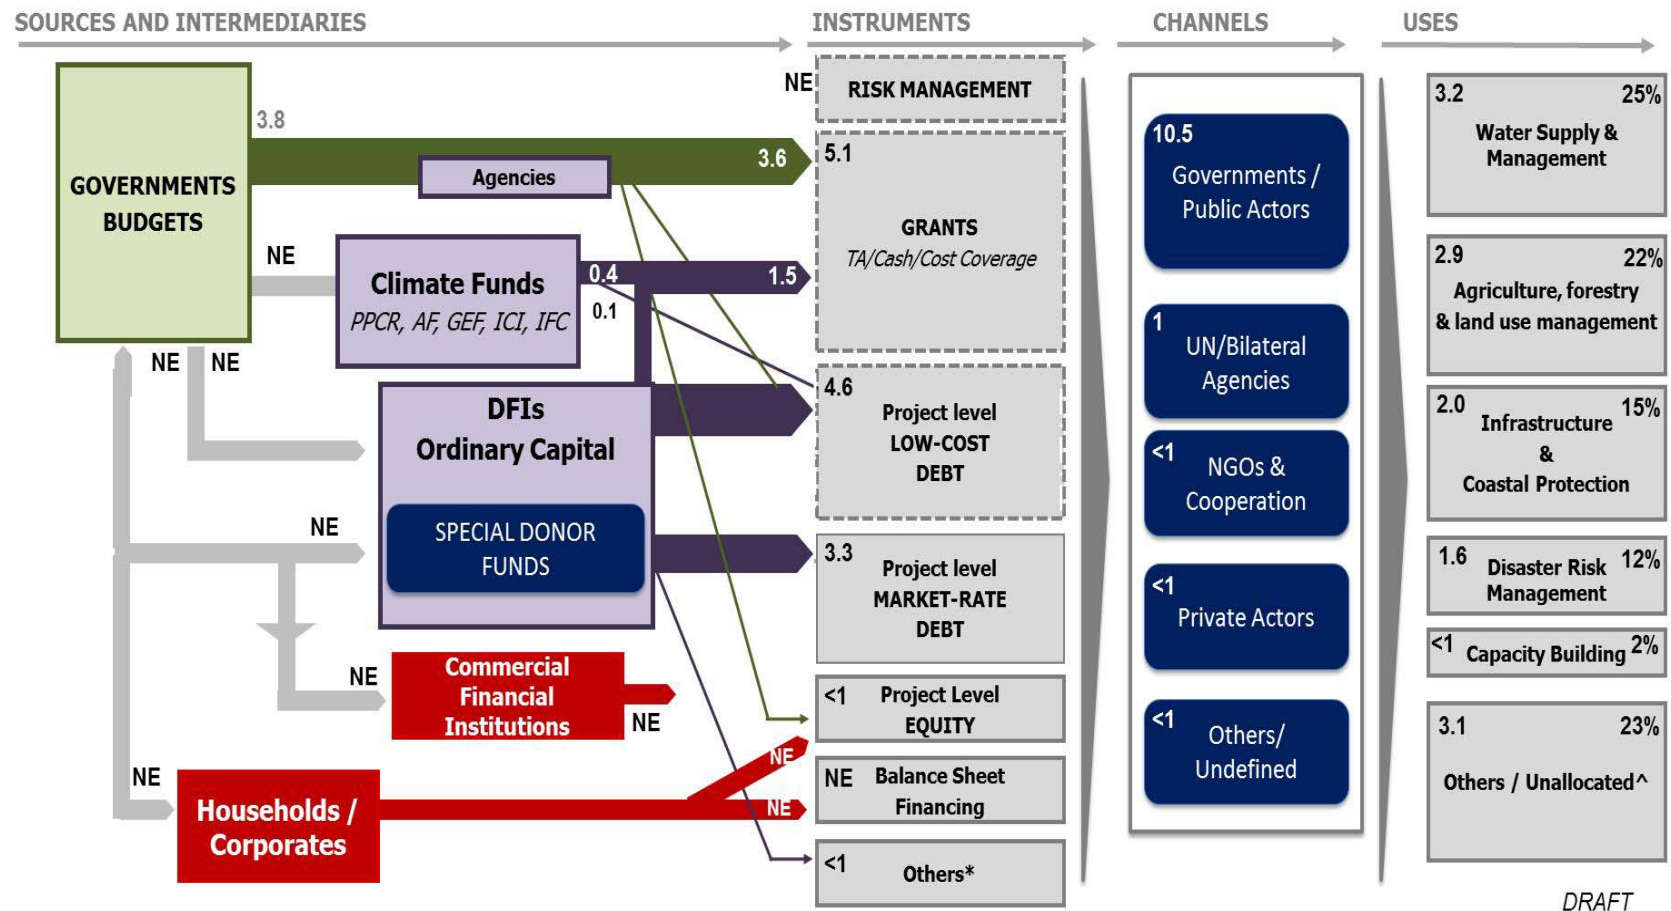 SOURCES AND INTERMEDIARIES
INSTRUMENTS
CHANNELS
USES
GOVERNMENTS
BUDGETS
3.8
3.6
Agencies
NE
Climate Funds
PPCR, AF, GEF, ICI, IFC
0.4
1.5
0.1
NE
NE
DFIs
Ordinary Capital
SPECIAL DONOR
FUNDS
NE
NE
Commercial
Financial
Institutions
NE
NE
Households /
Corporates
NE
NE
NE
RISK MANAGEMENT
5.1
GRANTS
TA/Cash/Cost Coverage
4.6
Project level
LOW-COST
DEBT
3.3
Project level
MARKET-RATE
DEBT
<1
Project Level
EQUITY
NE
Balance Sheet
Financing
<1
Others*
10.5
Governments /
Public Actors
1
UN/Bilateral
Agencies
<1
NGOs &
Cooperation
<1
Private Actors
<1
Others/
Undefined
3.2
25%
Water Supply &
Management
2.9
22%
Agriculture, forestry
& land use management
2.0
15%
Infrastructure
&
Coastal Protection
1.6
12%
Disaster Risk
Management
<1
Capacity Building
2%
3.1
23%
Others / Unallocated^
DRAFT